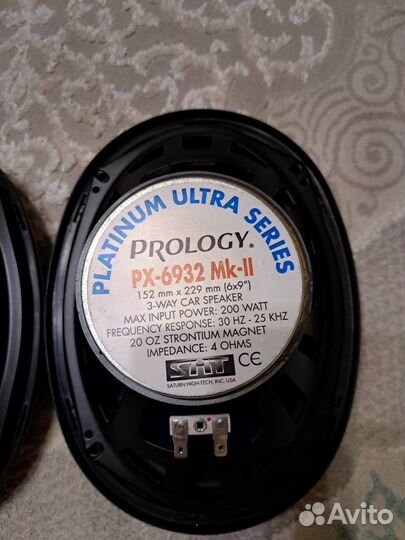 PLATINUM ULTRA SERIES
PROLOGY®
PX-6932 Mk-II
152 mm x 229 mm (6x9")
3-WAY CAR SPEAKER
MAX INPUT POWER: 200 WATT
FREQUENCY RESPONSE: 30 HZ - 25 KHZ
20 OZ STRONTIUM MAGNET
IMPEDANCE: 4 OHMS
SHT CE
SATURN HIGH-TECH, INC. USA
Avito